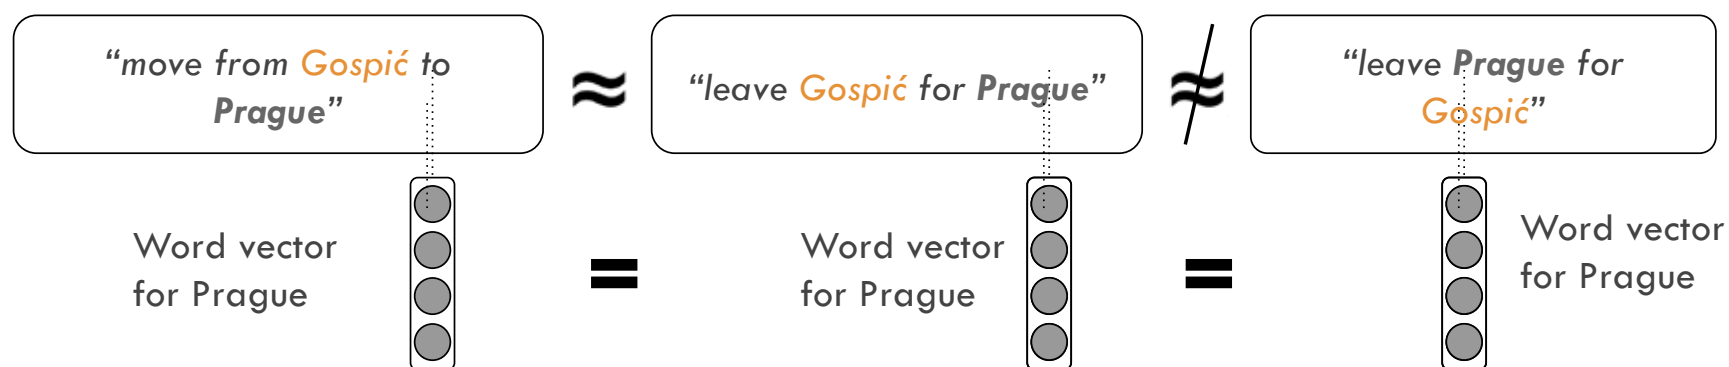 “move from Gospić to
Prague”
≈
“leave Gospić for Prague”
≉
“leave Prague for
Gospić”
Word vector
for Prague
=
Word vector
for Prague
=
Word vector
for Prague